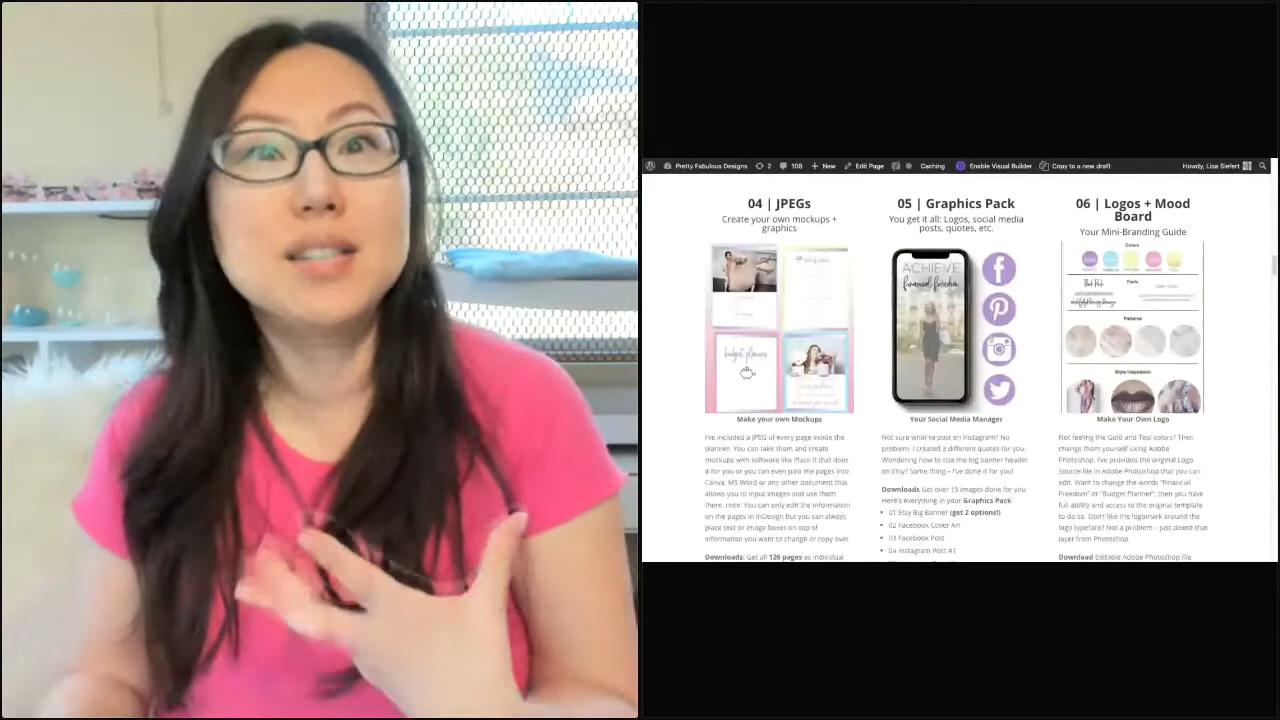 Pretty Fabulous Designs 2 108 + New Edit Page Caching Enable Visual Builder Copy to a new draft Howdy, Lisa Siefert
04 | JPEGs
Create your own mockups +
graphics
budget planner
Make your own Mockups
I've included a JPEG of every page inside the
planner. You can take them and create
mockups with software like Place It that does
it for you or you can even past the pages into
Canva, MS Word or any other document that
allows you to input images and use them
there. note: You can only edit the information
on the pages in InDesign but you can always
place text or image boxes on top of
information you want to change or copy over
Downloads: Get all 126 pages as individual
05 | Graphics Pack
You get it all: Logos, social media
posts, quotes, etc.
ACHIEVE
financial freedom
Your Social Media Manager
Not sure what to post on Instagram? No
problem, I created 3 different quotes for you.
Wondering how to size the big banner header
on Etsy? Same thing – I've done it for you!
Downloads Get over 15 images done for you
Here's everything in your Graphics Pack
• 01 Etsy Big Banner (get 2 options!)
• 02 Facebook Cover Art
• 03 Facebook Post
• 04 Instagram Post #1
06 | Logos + Mood
Board
Your Mini-Branding Guide
Colors
Fonts
Patterns
Style Inspiration
Make Your Own Logo
Not feeling the Gold and Teal colors? Then
change them yourself using Adobe
Photoshop. I've provided the original Logo
Source file in Adobe Photoshop that you can
edit. Want to change the words "Financial
Freedom" or "Budget Planner", then you have
full ability and access to the original template
to do so. Don't like the logomark around the
logo typeface? Not a problem – just delete that
layer from Photoshop.
Download Editable Adobe Photoshop file